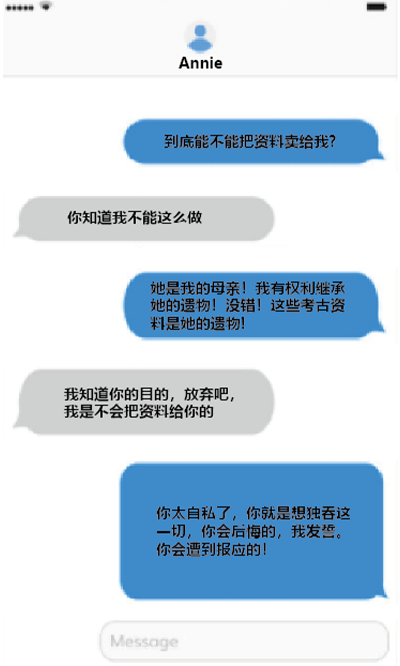 Annie
到底能不能把资料卖给我?
你知道我不能这么做
她是我的母亲！我有权利继承
她的遗物！没错！这些考古资
料是她的遗物!
我知道你的目的，放弃吧，
我是不会把资料给你的
你太自私了，你就是想独吞这
一切，你会后悔的，我发誓。
你会遭到报应的！
Message